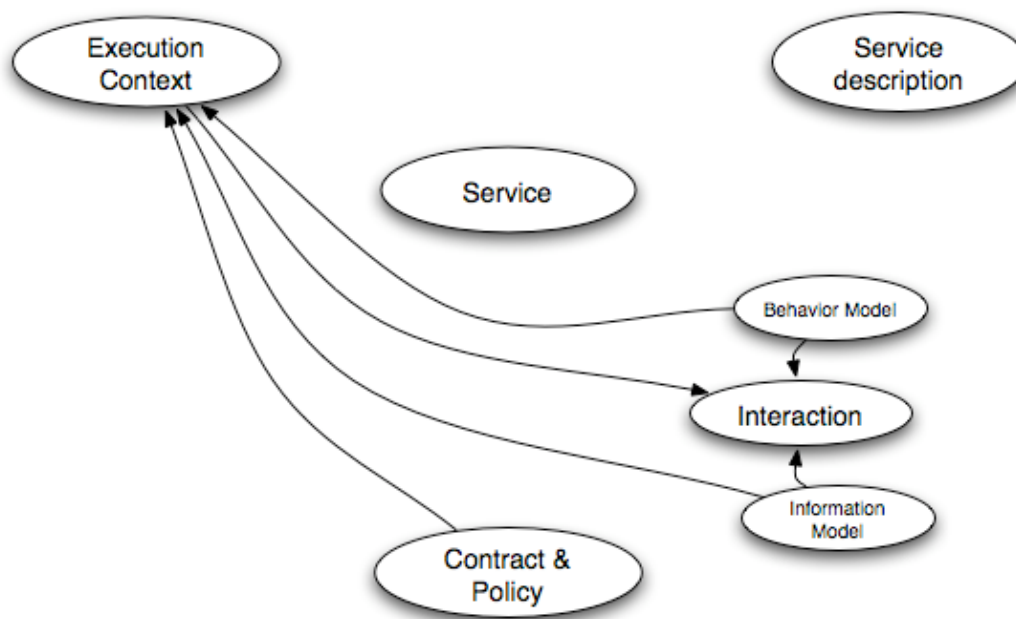 Execution
Context
Service
description
Service
Behavior Model
Interaction
Information
Model
Contract &
Policy